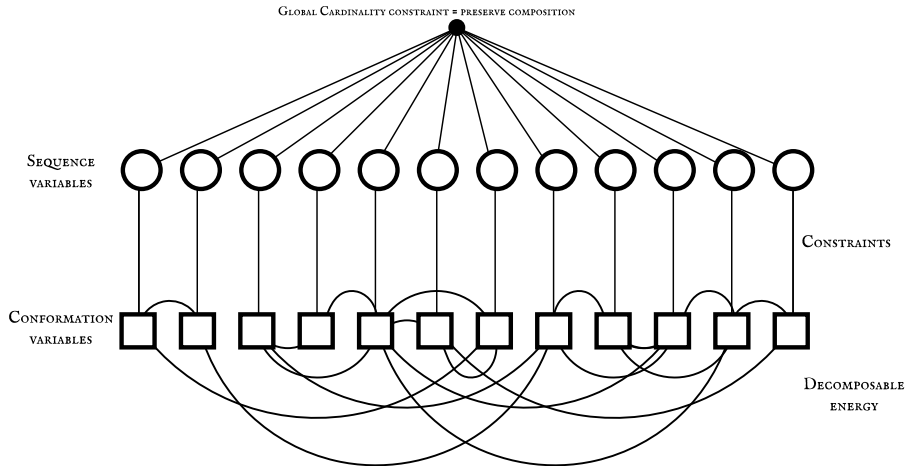 Global Cardinality constraint = preserve composition
Sequence
variables
Constraints
Conformation
variables
Decomposable
energy